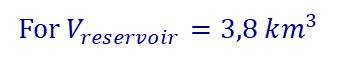 For V_reservoir = 3,8 km³